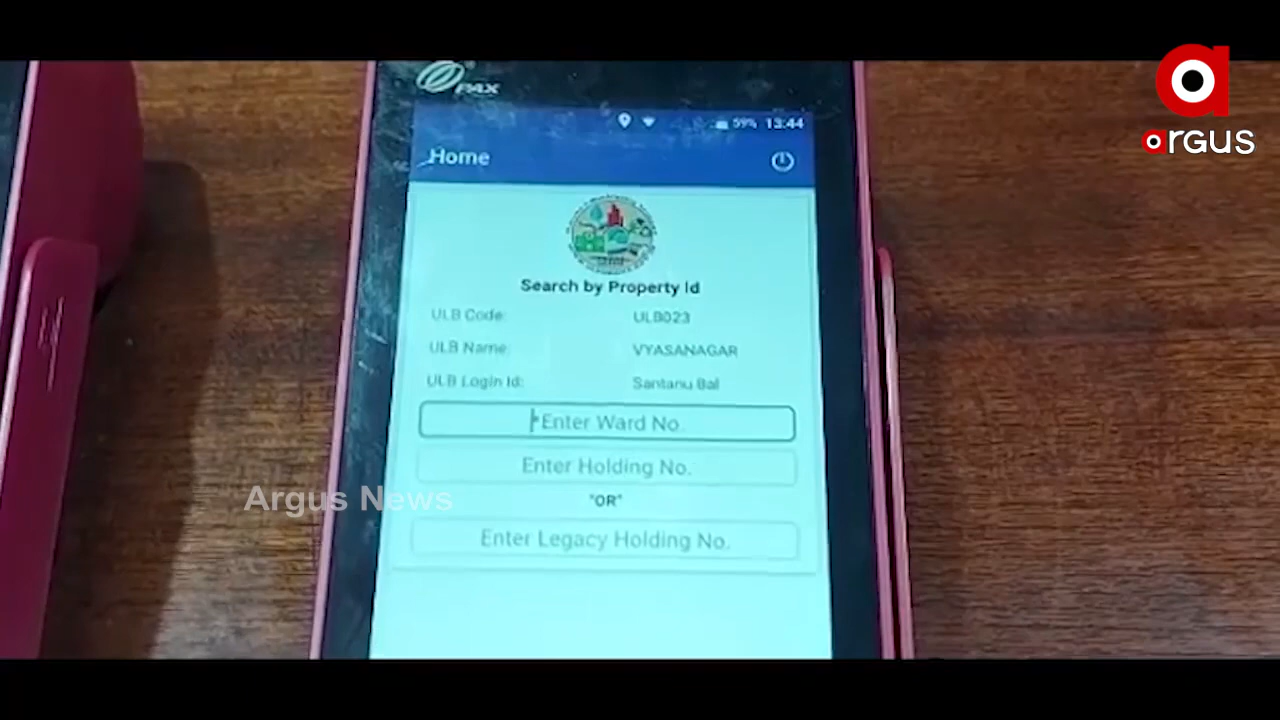 PAX
argus
59% 13:44
Home
Search by Property Id
ULB Code: ULB023
ULB Name: VYASANAGAR
ULB Login Id: Santanu Bal
*Enter Ward No.
Enter Holding No.
"OR"
Argus News
Enter Legacy Holding No.